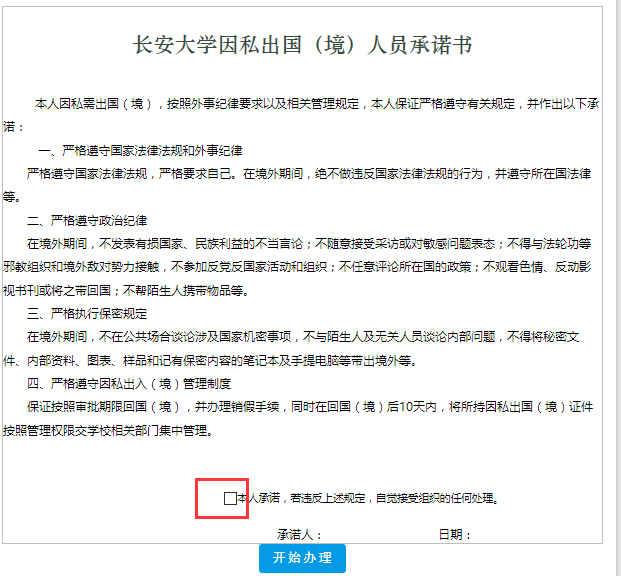 长安大学因私出国（境）人员承诺书
本人因私需出国（境），按照外事纪律要求以及相关管理规定，本人保证严格遵守有关规定，并作出以下承
诺：
一、严格遵守国家法律法规和外事纪律
严格遵守国家法律法规，严格要求自己。在境外期间，绝不做违反国家法律法规的行为，并遵守所在国法律
等。
二、严格遵守政治纪律
在境外期间，不发表有损国家、民族利益的不当言论；不随意接受采访或对敏感问题表态；不得与法轮功等
邪教组织和境外敌对势力接触，不参加反党反国家活动和组织；不任意评论所在国的政策；不观看色情、反动影
视书刊或将之带回国；不帮陌生人携带物品等。
三、严格执行保密规定
在境外期间，不在公共场合谈论涉及国家机密事项，不与陌生人及无关人员谈论内部问题，不得将秘密文
件、内部资料、图表、样品和记有保密内容的笔记本及手提电脑等带出境外等。
四、严格遵守因私出入（境）管理制度
保证按照审批期限回国（境），并办理销假手续，同时在回国（境）后10天内，将所持因私出国（境）证件
按照管理权限交学校相关部门集中管理。
本人承诺，若违反上述规定，自觉接受组织的任何处理。
承诺人： 日期：
开始办理